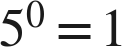 5⁰ = 1